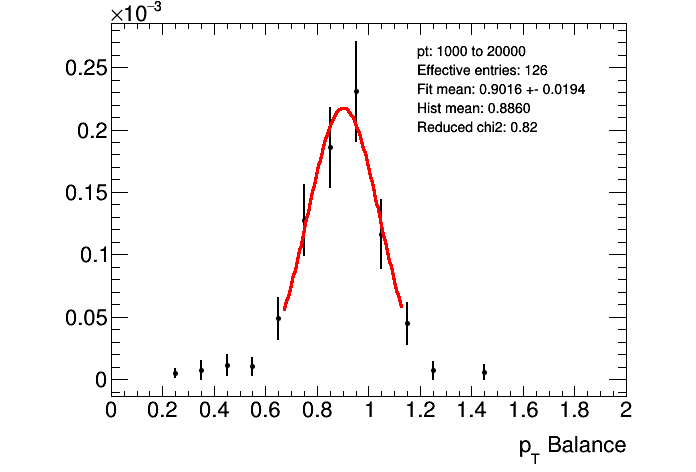 ×10⁻³
pt: 1000 to 20000
Effective entries: 126
Fit mean: 0.9016 +- 0.0194
Hist mean: 0.8860
Reduced chi2: 0.82
0.25
0.2
0.15
0.1
0.05
0
0 0.2 0.4 0.6 0.8 1 1.2 1.4 1.6 1.8 2
p_T Balance